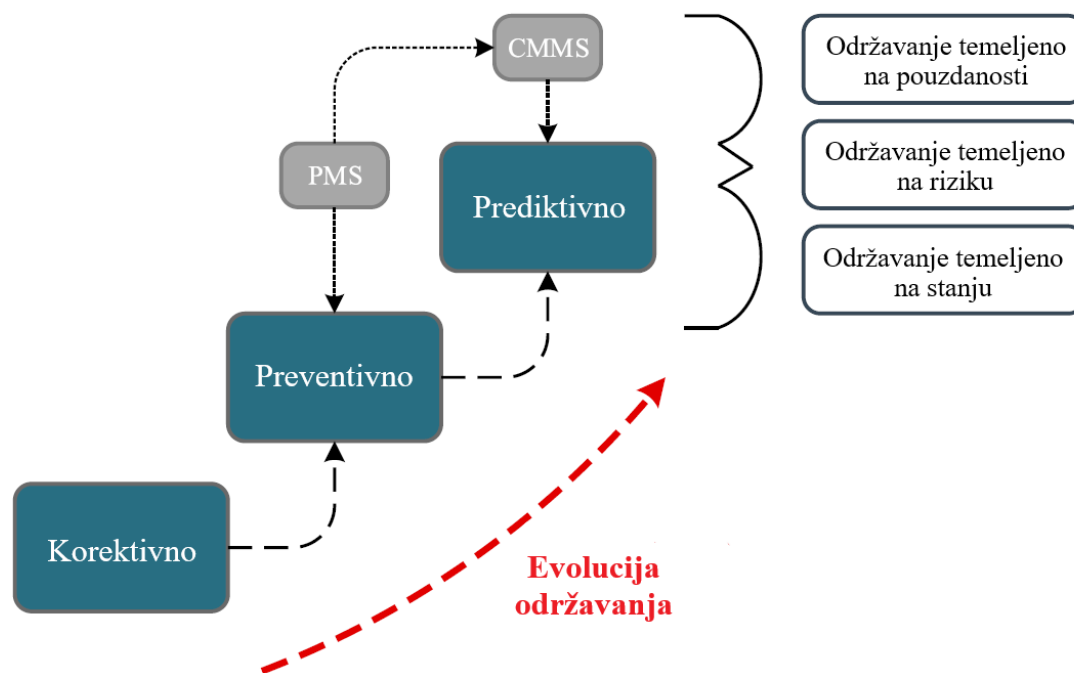 CMMS
Održavanje temeljeno
na pouzdanosti
PMS
Prediktivno
Održavanje temeljeno
na riziku
Održavanje temeljeno
na stanju
Preventivno
Korektivno
Evolucija
održavanja